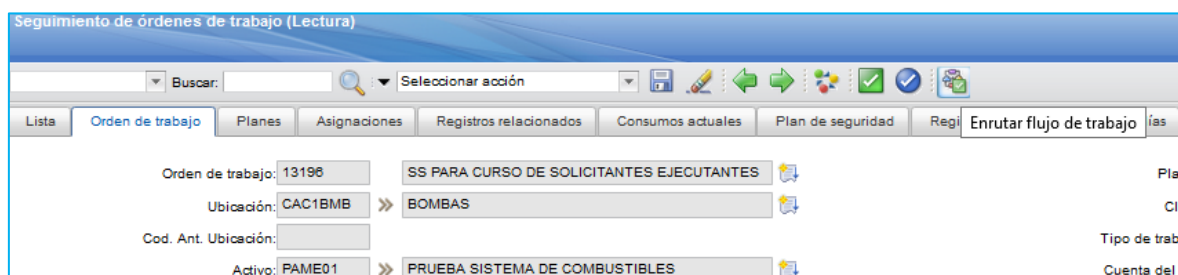 Seguimiento de órdenes de trabajo (Lectura)
Buscar: Seleccionar acción
Lista Orden de trabajo Planes Asignaciones Registros relacionados Consumos actuales Plan de seguridad Regi Enrutar flujo de trabajo ías
Orden de trabajo: 13196 SS PARA CURSO DE SOLICITANTES EJECUTANTES Pla
Ubicación: CAC1BMB BOMBAS Cl
Cod. Ant. Ubicación: Tipo de trab
Activo: PAME01 PRUEBA SISTEMA DE COMBUSTIBLES Cuenta del